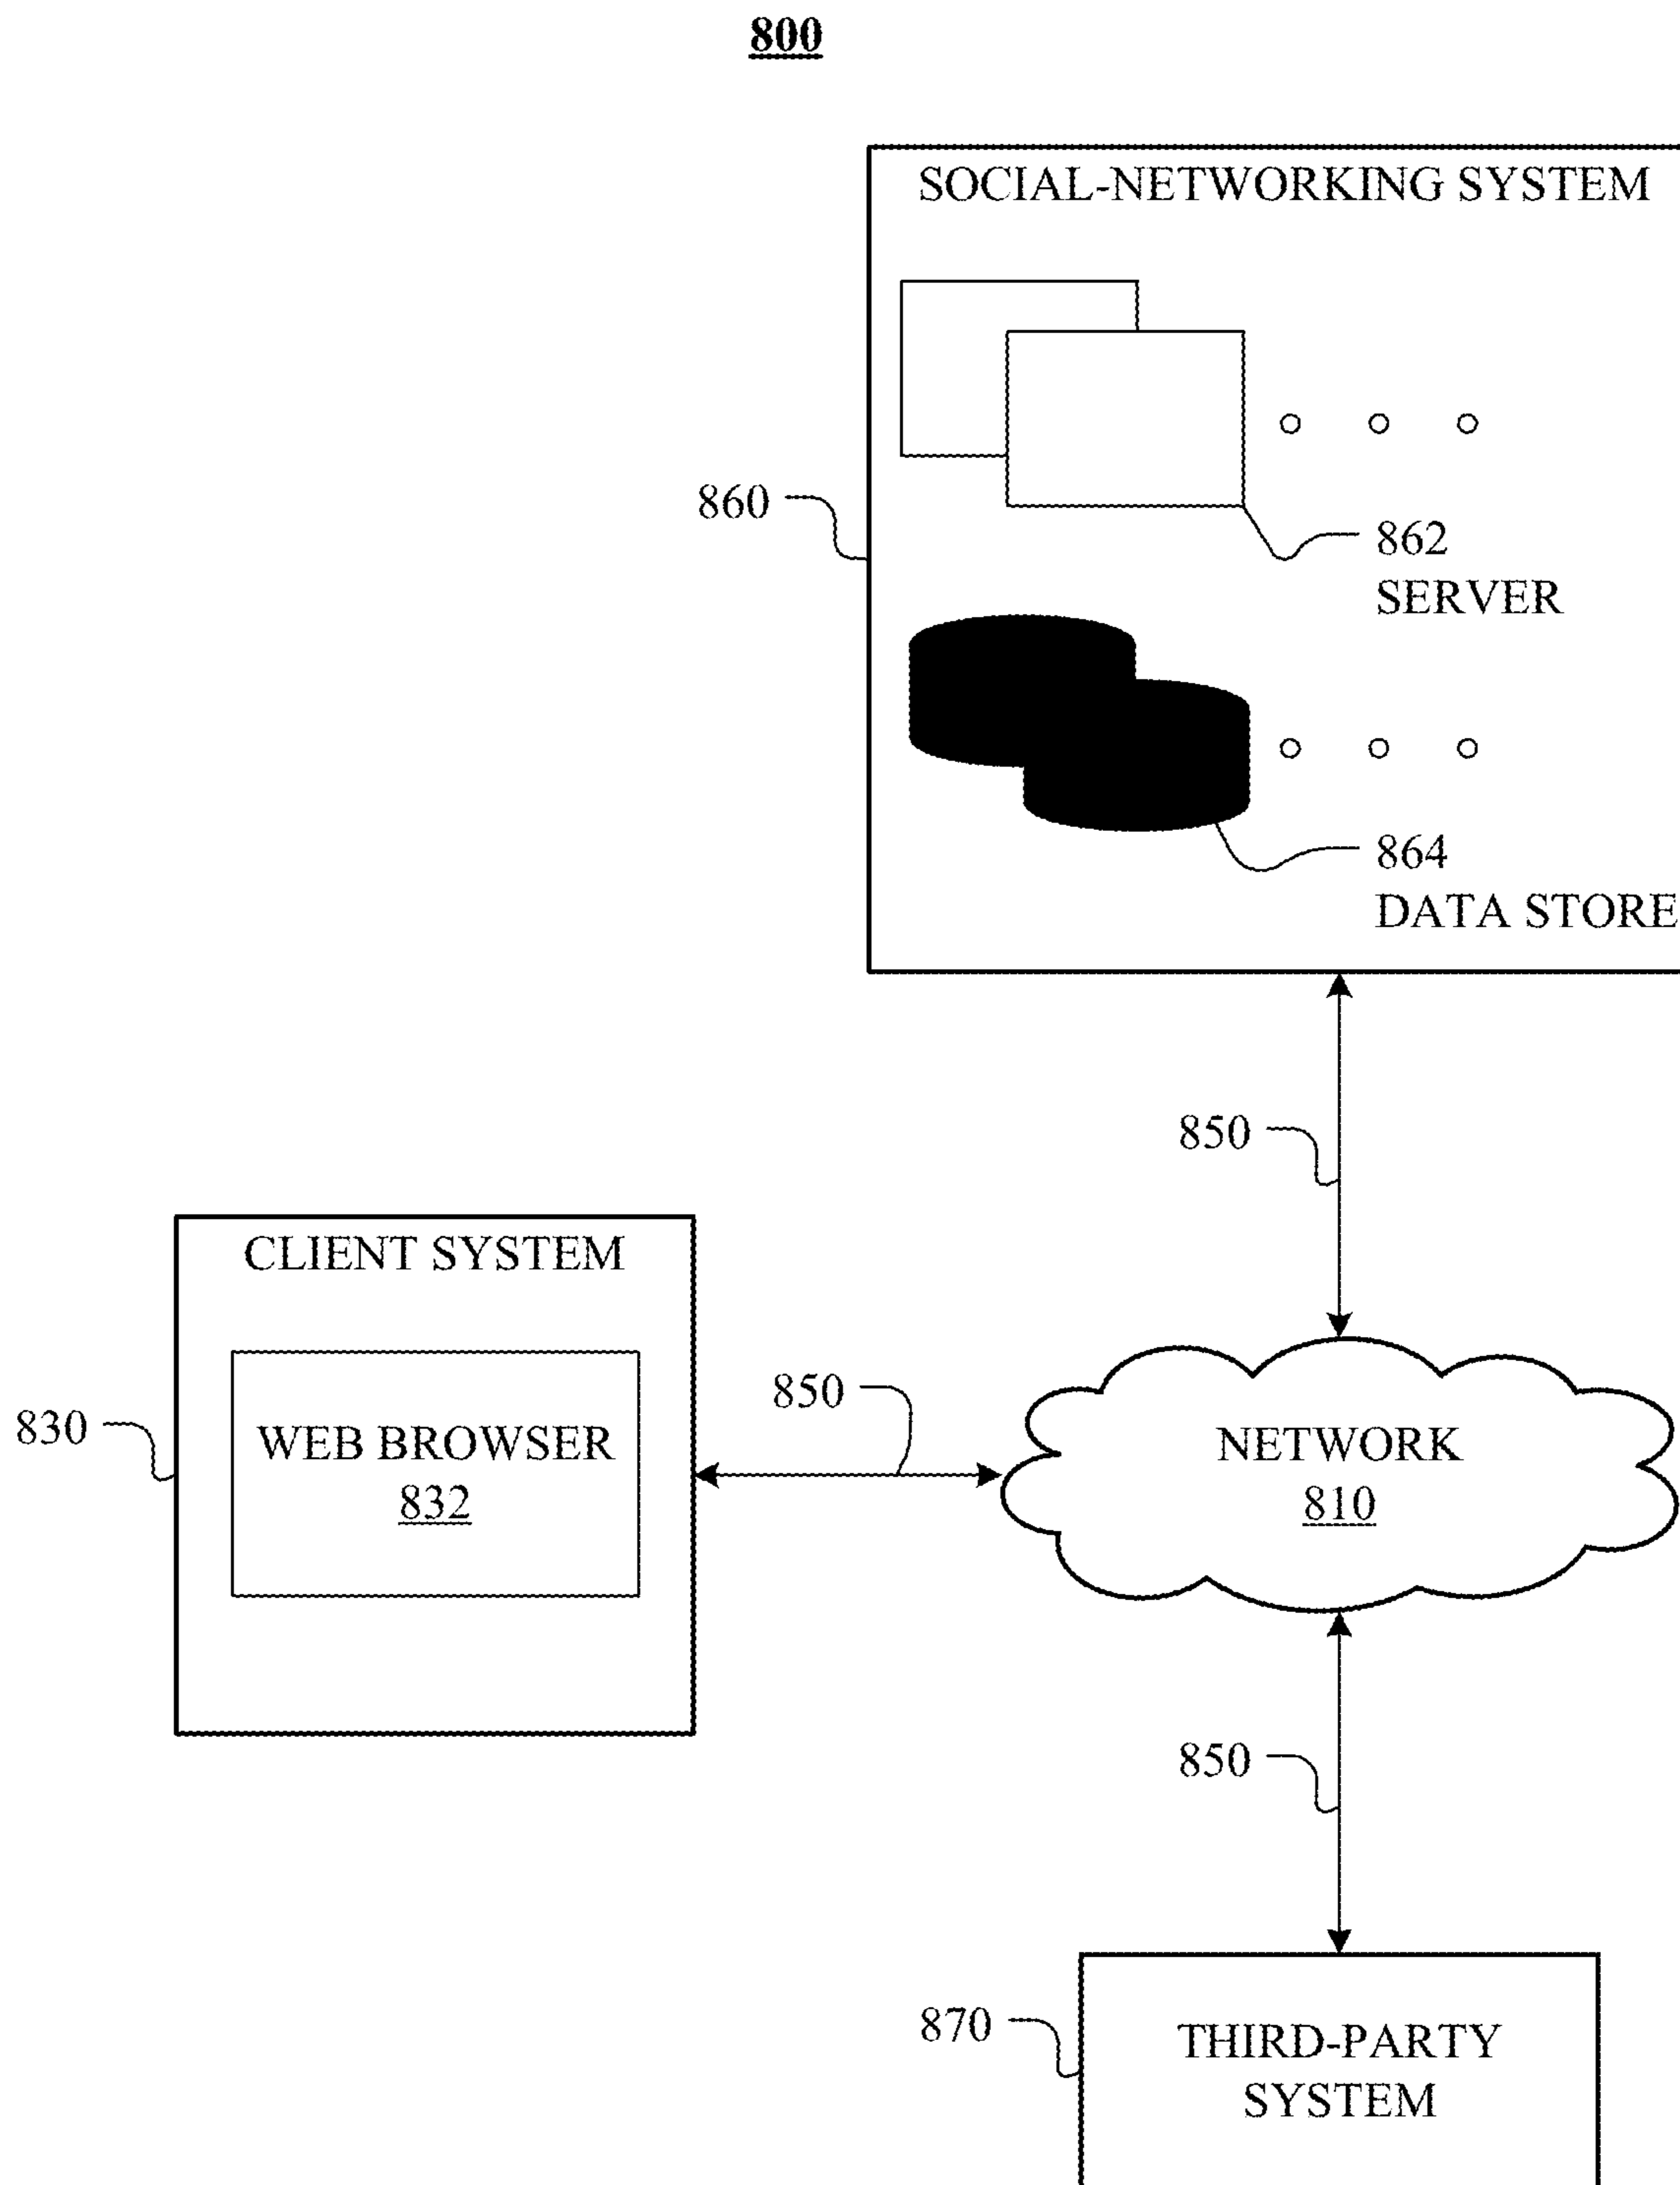 800
SOCIAL-NETWORKING SYSTEM
860
862
SERVER
864
DATA STORE
850
CLIENT SYSTEM
830
WEB BROWSER
832
850
NETWORK
810
850
870
THIRD-PARTY
SYSTEM